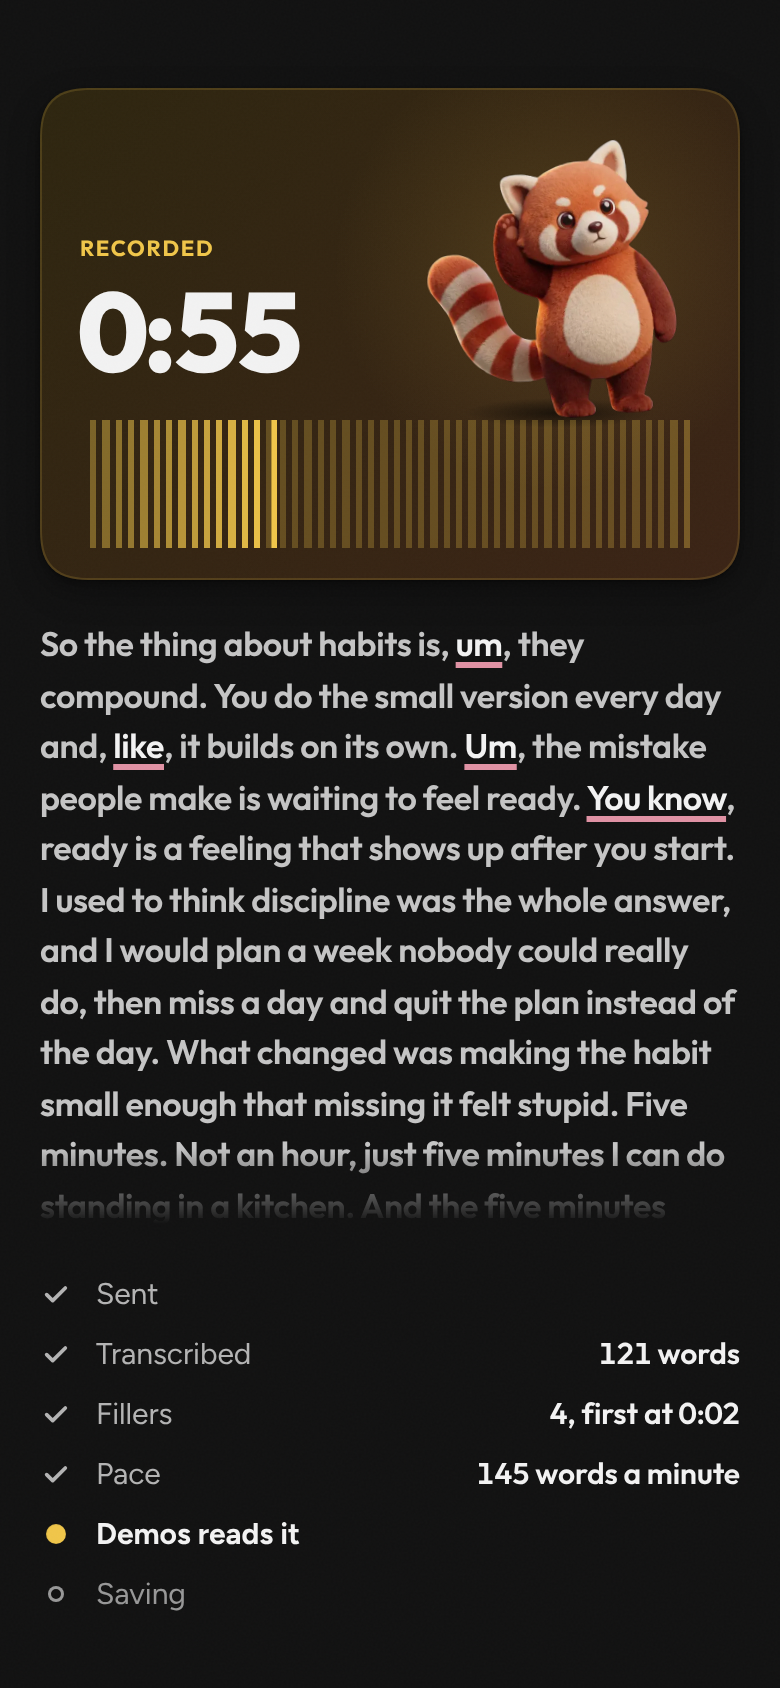 RECORDED
0:55
So the thing about habits is, um, they
compound. You do the small version every day
and, like, it builds on its own. Um, the mistake
people make is waiting to feel ready. You know,
ready is a feeling that shows up after you start.
I used to think discipline was the whole answer,
and I would plan a week nobody could really
do, then miss a day and quit the plan instead of
the day. What changed was making the habit
small enough that missing it felt stupid. Five
minutes. Not an hour, just five minutes I can do
standing in a kitchen. And the five minutes
Sent
Transcribed 121 words
Fillers 4, first at 0:02
Pace 145 words a minute
Demos reads it
Saving